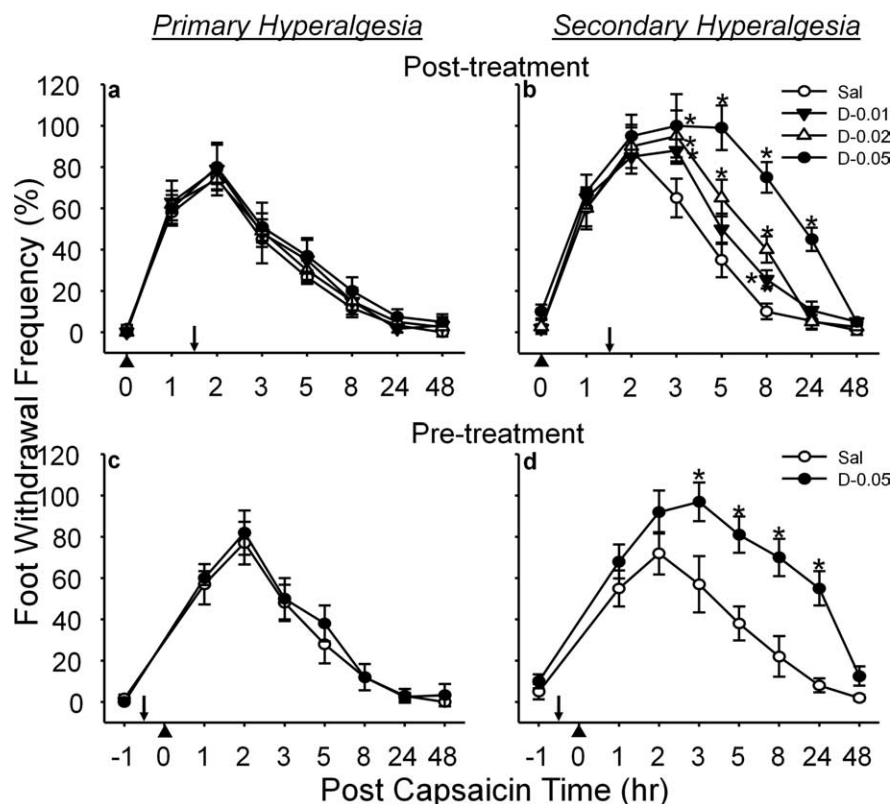 Primary Hyperalgesia
Secondary Hyperalgesia
Post-treatment
Foot Withdrawal Frequency (%)
a
120
100
80
60
40
20
0
0 1 2 3 5 8 24 48
b
Sal
D-0.01
D-0.02
D-0.05
* * * * * * * * * * *
0 1 2 3 5 8 24 48
Pre-treatment
c
120
100
80
60
40
20
0
-1 0 1 2 3 5 8 24 48
d
Sal
D-0.05
* * * *
-1 0 1 2 3 5 8 24 48
Post Capsaicin Time (hr)